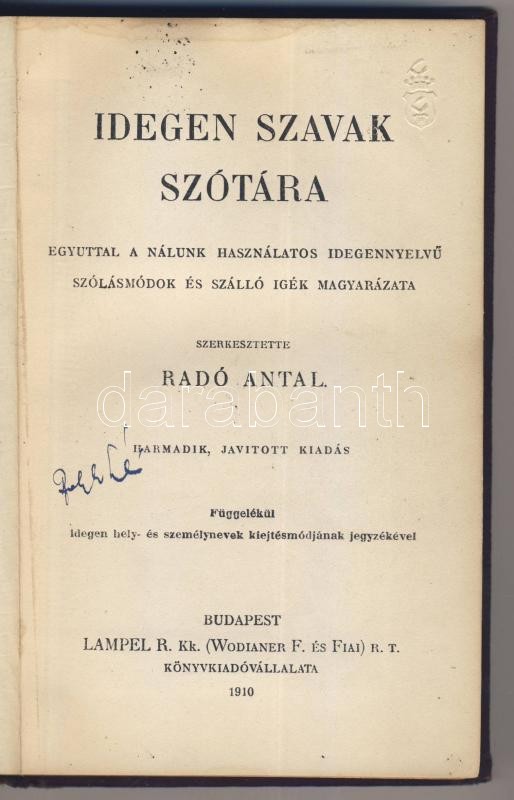 IDEGEN SZAVAK
SZÓTÁRA
EGYUTTAL A NÁLUNK HASZNÁLATOS IDEGENNYELVŰ
SZÓLÁSMÓDOK ÉS SZÁLLÓ IGÉK MAGYARÁZATA
SZERKESZTETTE
RADÓ ANTAL.
darabanth
HARMADIK, JAVITOTT KIADÁS
Függelékül
idegen hely- és személynevek kiejtésmódjának jegyzékével
BUDAPEST
LAMPEL R. Kk. (WODIANER F. ÉS FIAI) R. T.
KÖNYVKIADÓVÁLLALATA
1910